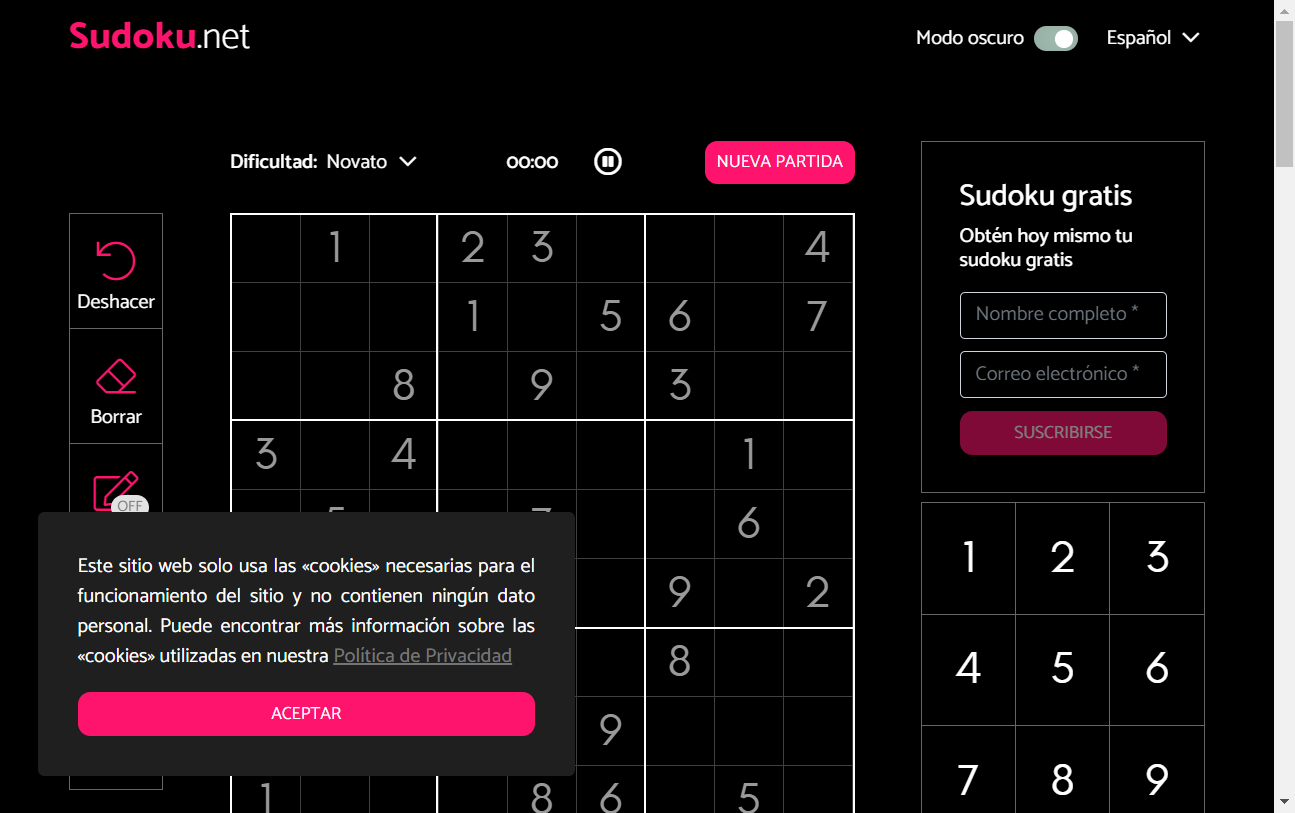 Sudoku.net
Modo oscuro
Español
Dificultad: Novato
00:00
NUEVA PARTIDA
Deshacer
Borrar
OFF
1 2 3 4
1 5 6 7
8 9 3
3 4 1
5 7 6
9 2
8
9
1 8 6 5
Este sitio web solo usa las «cookies» necesarias para el
funcionamiento del sitio y no contienen ningún dato
personal. Puede encontrar más información sobre las
«cookies» utilizadas en nuestra Política de Privacidad
ACEPTAR
Sudoku gratis
Obtén hoy mismo tu
sudoku gratis
Nombre completo *
Correo electrónico *
SUSCRIBIRSE
1 2 3
4 5 6
7 8 9